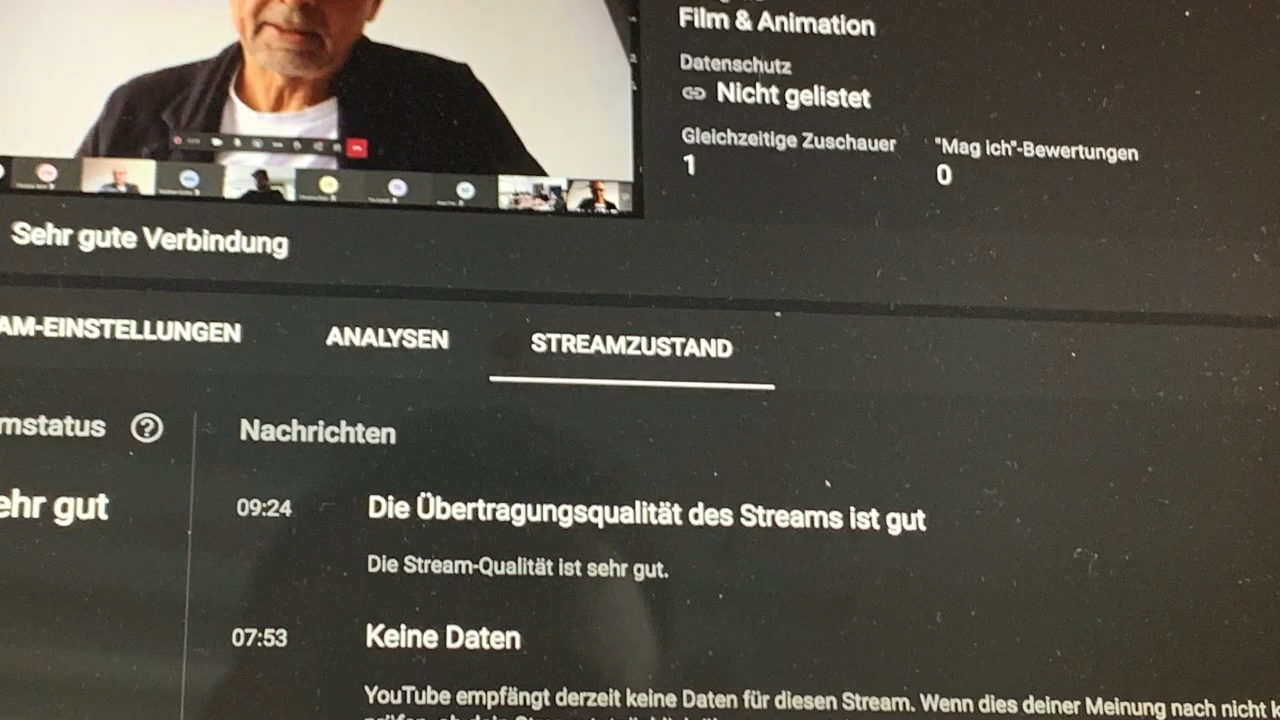 Film & Animation
Datenschutz
Nicht gelistet
Gleichzeitige Zuschauer
"Mag ich"-Bewertungen
1
0
Sehr gute Verbindung
AM-EINSTELLUNGEN
ANALYSEN
STREAMZUSTAND
mstatus
Nachrichten
ehr gut
09:24
Die Übertragungsqualität des Streams ist gut
Die Stream-Qualität ist sehr gut.
07:53
Keine Daten
YouTube empfängt derzeit keine Daten für diesen Stream. Wenn dies deiner Meinung nach nicht